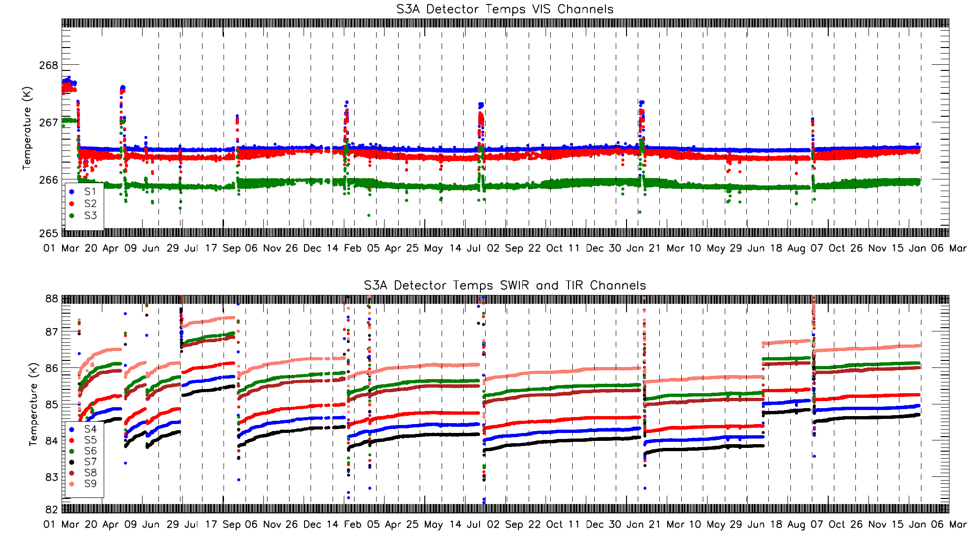 S3A Detector Temps VIS Channels
268
267
266
265
Temperature (K)
S1
S2
S3
01 Mar 20 Apr 09 Jun 29 Jul 17 Sep 06 Nov 26 Dec 14 Feb 05 Apr 25 May 14 Jul 02 Sep 22 Oct 11 Dec 30 Jan 21 Mar 10 May 29 Jun 18 Aug 07 Oct 26 Nov 15 Jan 06 Mar
S3A Detector Temps SWIR and TIR Channels
88
87
86
85
84
83
82
Temperature (K)
S4
S5
S6
S7
S8
S9
01 Mar 20 Apr 09 Jun 29 Jul 17 Sep 06 Nov 26 Dec 14 Feb 05 Apr 25 May 14 Jul 02 Sep 22 Oct 11 Dec 30 Jan 21 Mar 10 May 29 Jun 18 Aug 07 Oct 26 Nov 15 Jan 06 Mar